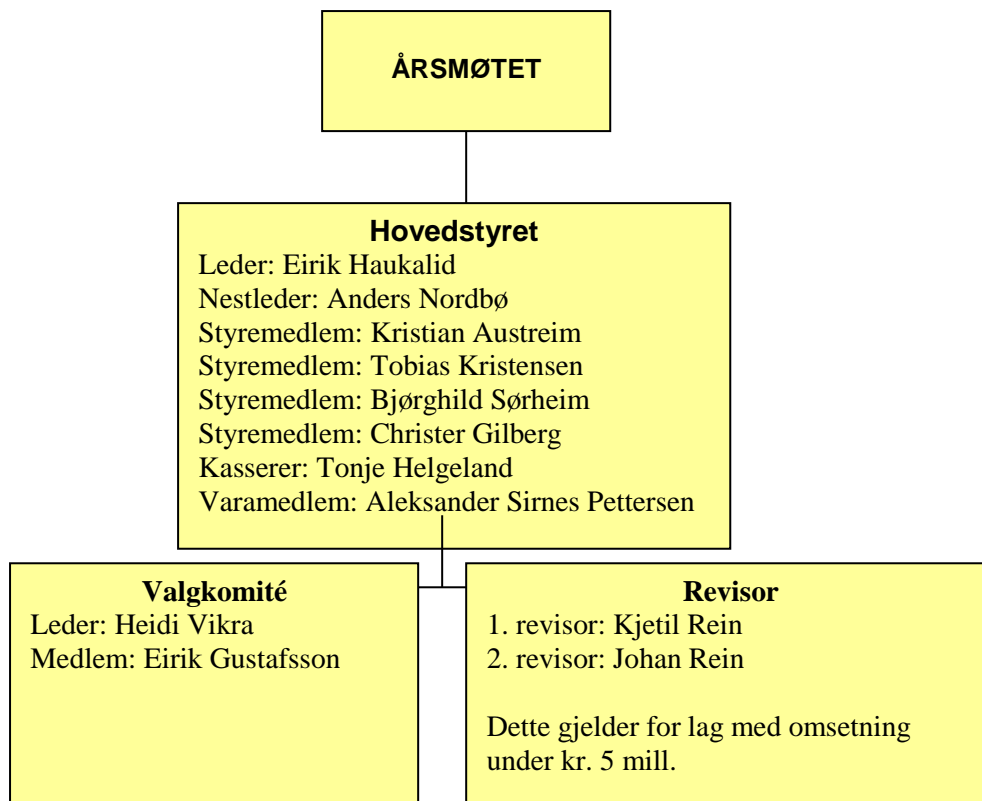 ÅRSMØTET
Hovedstyret
Leder: Eirik Haukalid
Nestleder: Anders Nordbø
Styremedlem: Kristian Austreim
Styremedlem: Tobias Kristensen
Styremedlem: Bjørghild Sørheim
Styremedlem: Christer Gilberg
Kasserer: Tonje Helgeland
Varamedlem: Aleksander Sirnes Pettersen
Valgkomité
Leder: Heidi Vikra
Medlem: Eirik Gustafsson
Revisor
1. revisor: Kjetil Rein
2. revisor: Johan Rein
Dette gjelder for lag med omsetning
under kr. 5 mill.